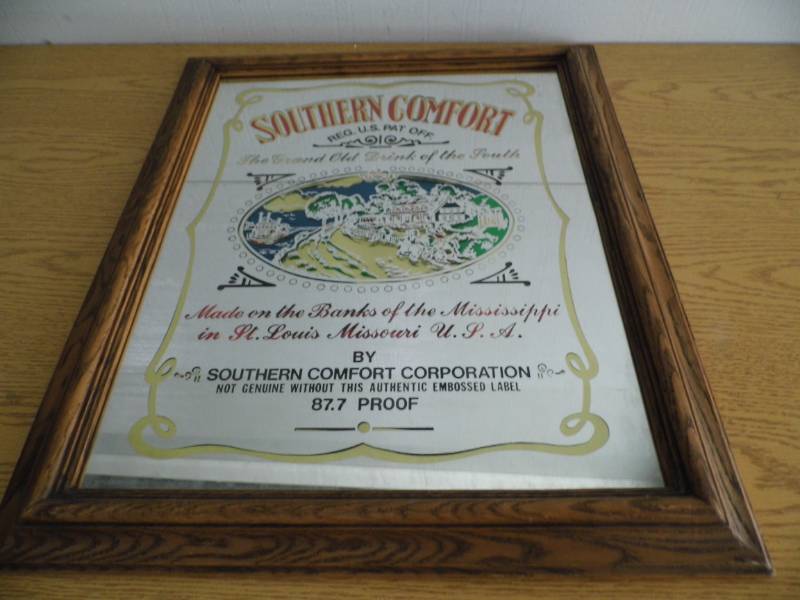 SOUTHERN COMFORT
REG. U.S. PAT OFF.
The Grand Old Drink of the South
Made on the Banks of the Mississippi
in St. Louis Missouri U.S.A.
BY
SOUTHERN COMFORT CORPORATION
NOT GENUINE WITHOUT THIS AUTHENTIC EMBOSSED LABEL
87.7 PROOF